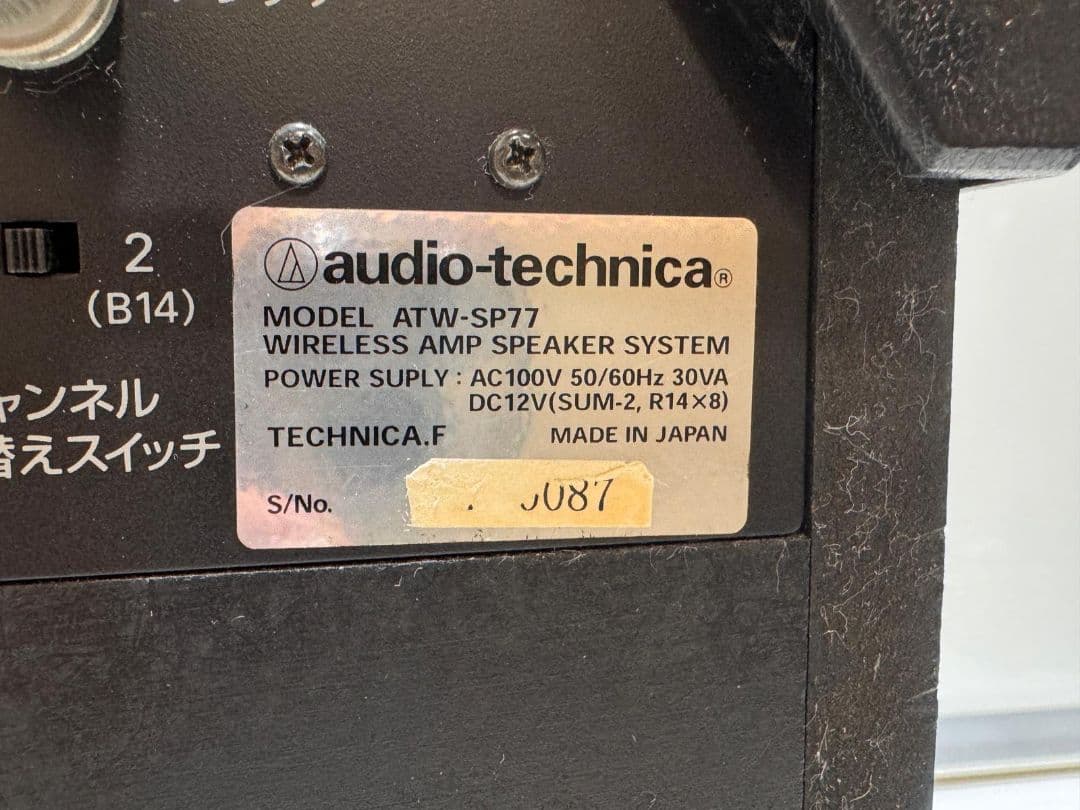 2
(B14)
ャンネル
替えスイッチ
audio-technica®
MODEL ATW-SP77
WIRELESS AMP SPEAKER SYSTEM
POWER SUPLY : AC100V 50/60Hz 30VA
DC12V(SUM-2, R14×8)
TECHNICA.F MADE IN JAPAN
S/No. 087